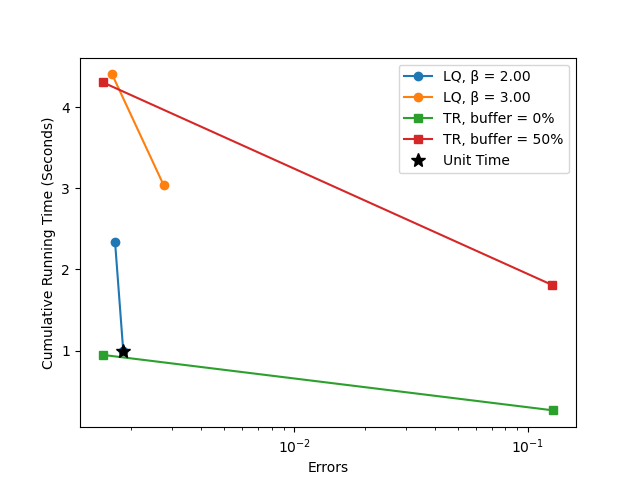 LQ, β = 2.00
LQ, β = 3.00
TR, buffer = 0%
TR, buffer = 50%
Unit Time
Cumulative Running Time (Seconds)
4
3
2
1
10⁻²
10⁻¹
Errors